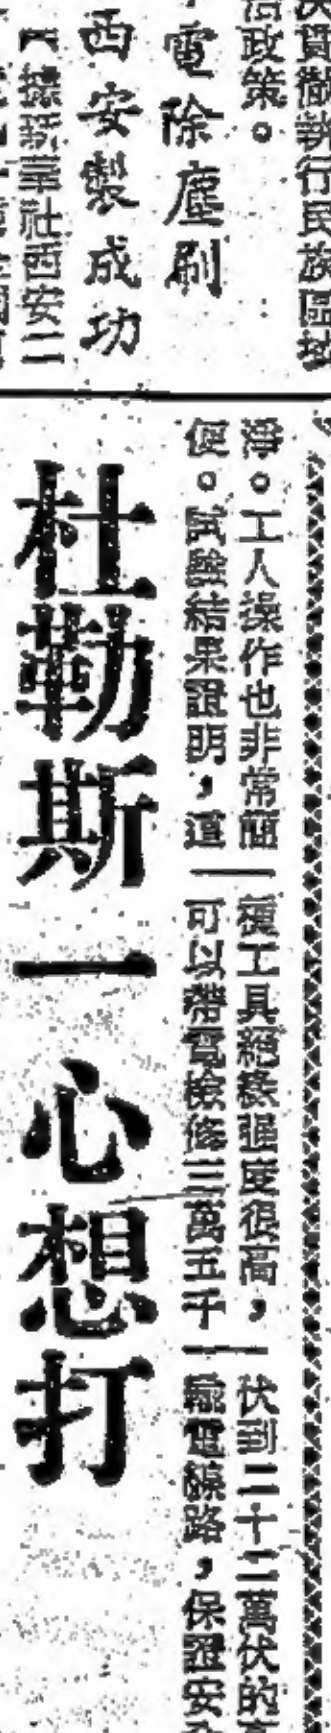 決貫徹執行民族區域
治政策。
電除塵刷
西安製成功
【據新華社西安二
淨。工人操作也非常簡
便。試驗結果證明，這
種工具絕緣强度很高，
可以帶電檢修三萬五千
伏到二十二萬伏的
輸電線路，保證安
杜勒斯一心想打